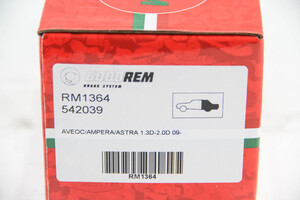 GOODREM
BRAKE SYSTEM
RM1364
542039
AVEOC/AMPERA/ASTRA 1.3D-2.0D 09-
RM1364